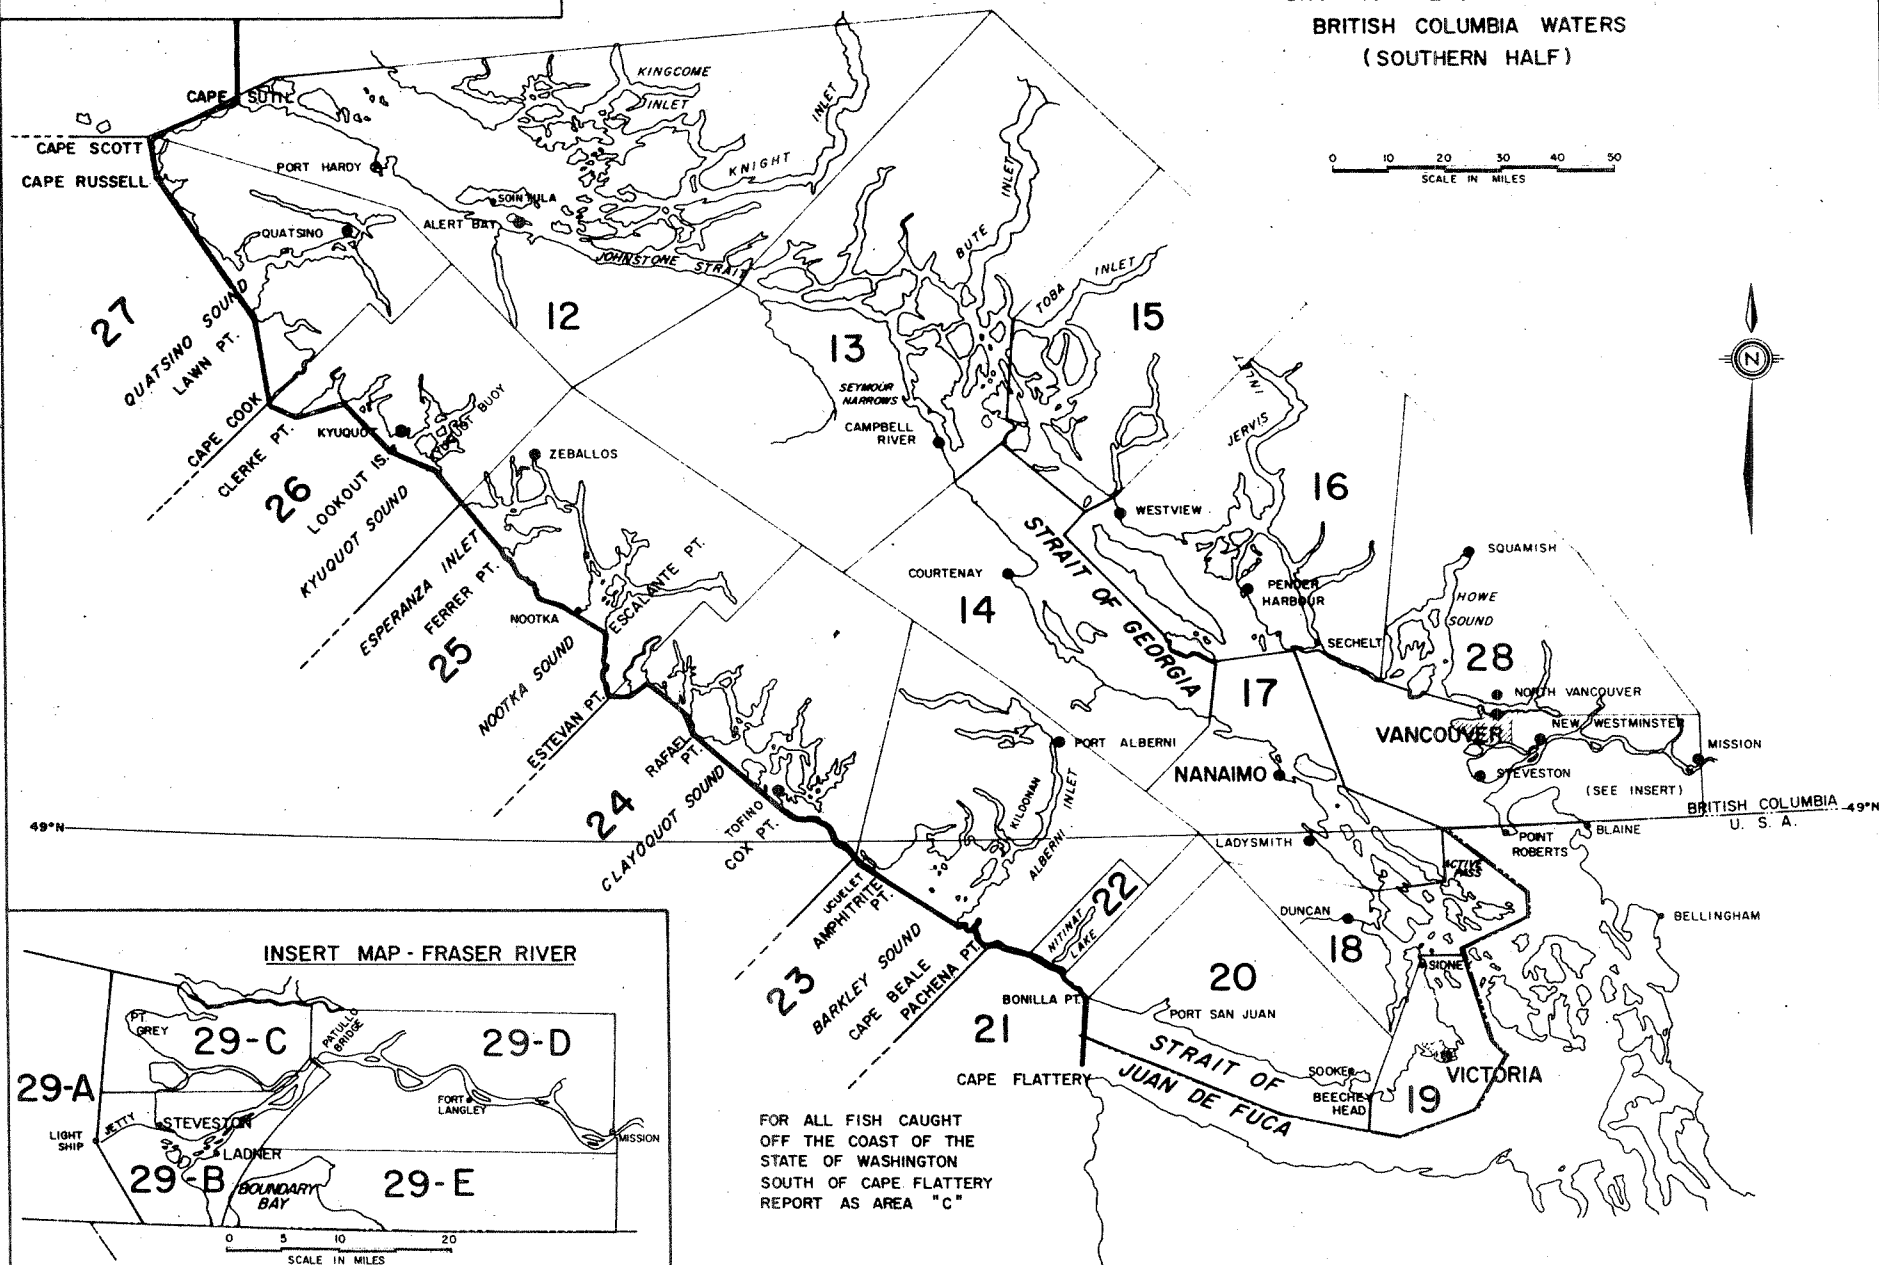 BRITISH COLUMBIA WATERS
(SOUTHERN HALF)
0 10 20 30 40 50
SCALE IN MILES
N
KINGCOME
INLET
INLET
KNIGHT
CAPE SUTIL
CAPE SCOTT
CAPE RUSSELL
PORT HARDY
SOINTULA
ALERT BAY
QUATSINO
JOHNSTONE STRAIT
BUTE
INLET
TOBA INLET
27
QUATSINO SOUND
LAWN PT.
12
13
15
SEYMOUR
NARROWS
CAMPBELL
RIVER
INLET
JERVIS
CAPE COOK
CLERKE PT.
KYUQUOT
KYUQUOT BUOY
26
LOOKOUT IS.
KYUQUOT SOUND
ZEBALLOS
16
WESTVIEW
STRAIT OF GEORGIA
ESPERANZA INLET
FERRER PT.
25
NOOTKA
NOOTKA SOUND
ESCALANTE PT.
COURTENAY
14
PENDER
HARBOUR
SQUAMISH
HOWE
SOUND
SECHELT
28
17
NORTH VANCOUVER
VANCOUVER
NEW WESTMINSTER
MISSION
STEVESTON
(SEE INSERT)
ESTEVAN PT.
RAFAEL
PT.
24
CLAYOQUOT SOUND
TOFINO
COX PT.
PORT ALBERNI
KILDONAN
ALBERNI INLET
NANAIMO
49°N
BRITISH COLUMBIA
U. S. A.
49°N
LADYSMITH
POINT
ROBERTS
BLAINE
ACTIVE
PASS
UCUELET
AMPHITRITE
PT.
23
BARKLEY SOUND
CAPE BEALE
PACHENA PT.
NITINAT
LAKE
22
DUNCAN
18
BELLINGHAM
SIDNEY
20
BONILLA PT.
21
PORT SAN JUAN
CAPE FLATTERY
STRAIT OF
JUAN DE FUCA
SOOKE
BEECHEY
HEAD
19
VICTORIA
FOR ALL FISH CAUGHT
OFF THE COAST OF THE
STATE OF WASHINGTON
SOUTH OF CAPE FLATTERY
REPORT AS AREA "C"
INSERT MAP - FRASER RIVER
PT.
GREY
29-C
PATULLO
BRIDGE
29-D
29-A
FORT
LANGLEY
LIGHT
SHIP
JETTY
STEVESTON
MISSION
LADNER
29-B
BOUNDARY
BAY
29-E
0 5 10 20
SCALE IN MILES